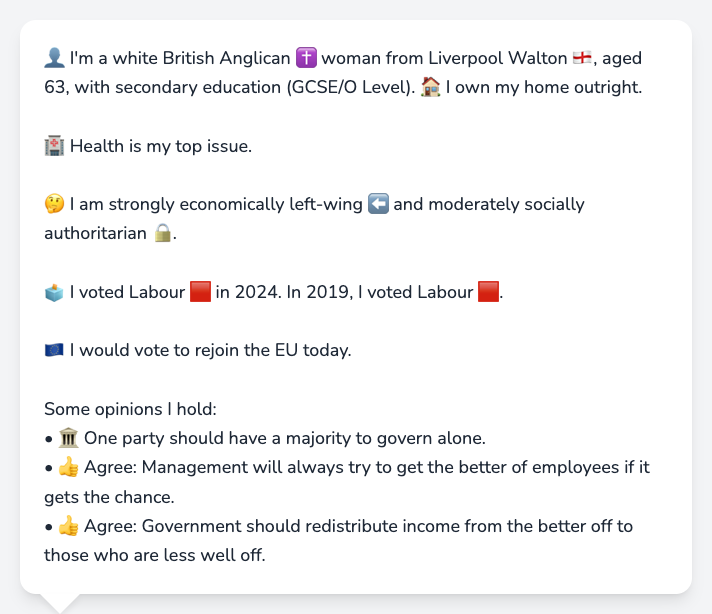 👤 I'm a white British Anglican ✝️ woman from Liverpool Walton 🏴󠁧󠁢󠁥󠁮󠁧󠁿, aged
63, with secondary education (GCSE/O Level). 🏠 I own my home outright.
🏥 Health is my top issue.
🤔 I am strongly economically left-wing ⬅️ and moderately socially
authoritarian 🔒.
🗳️ I voted Labour 🟥 in 2024. In 2019, I voted Labour 🟥.
🇪🇺 I would vote to rejoin the EU today.
Some opinions I hold:
• 🏛️ One party should have a majority to govern alone.
• 👍 Agree: Management will always try to get the better of employees if it
gets the chance.
• 👍 Agree: Government should redistribute income from the better off to
those who are less well off.